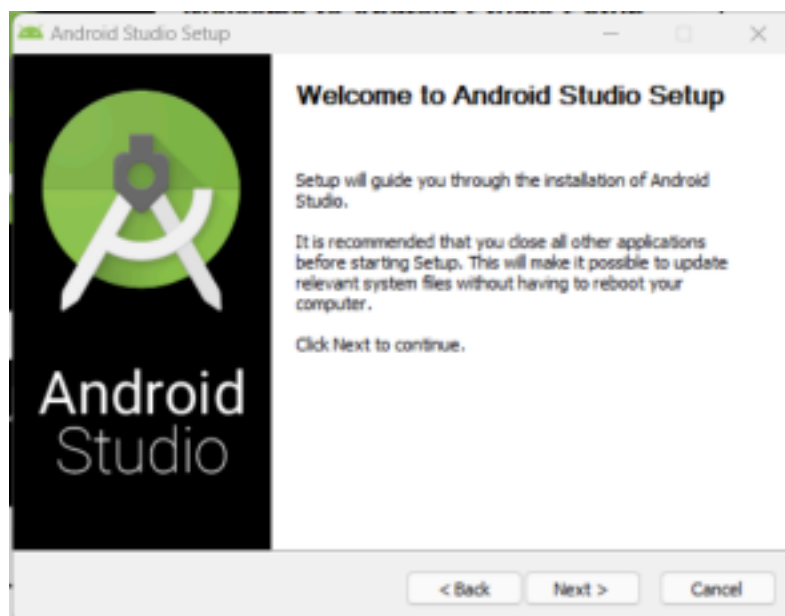 Android Studio Setup
Welcome to Android Studio Setup
Setup will guide you through the installation of Android
Studio.
It is recommended that you close all other applications
before starting Setup. This will make it possible to update
relevant system files without having to reboot your
computer.
Click Next to continue.
Android
Studio
< Back
Next >
Cancel